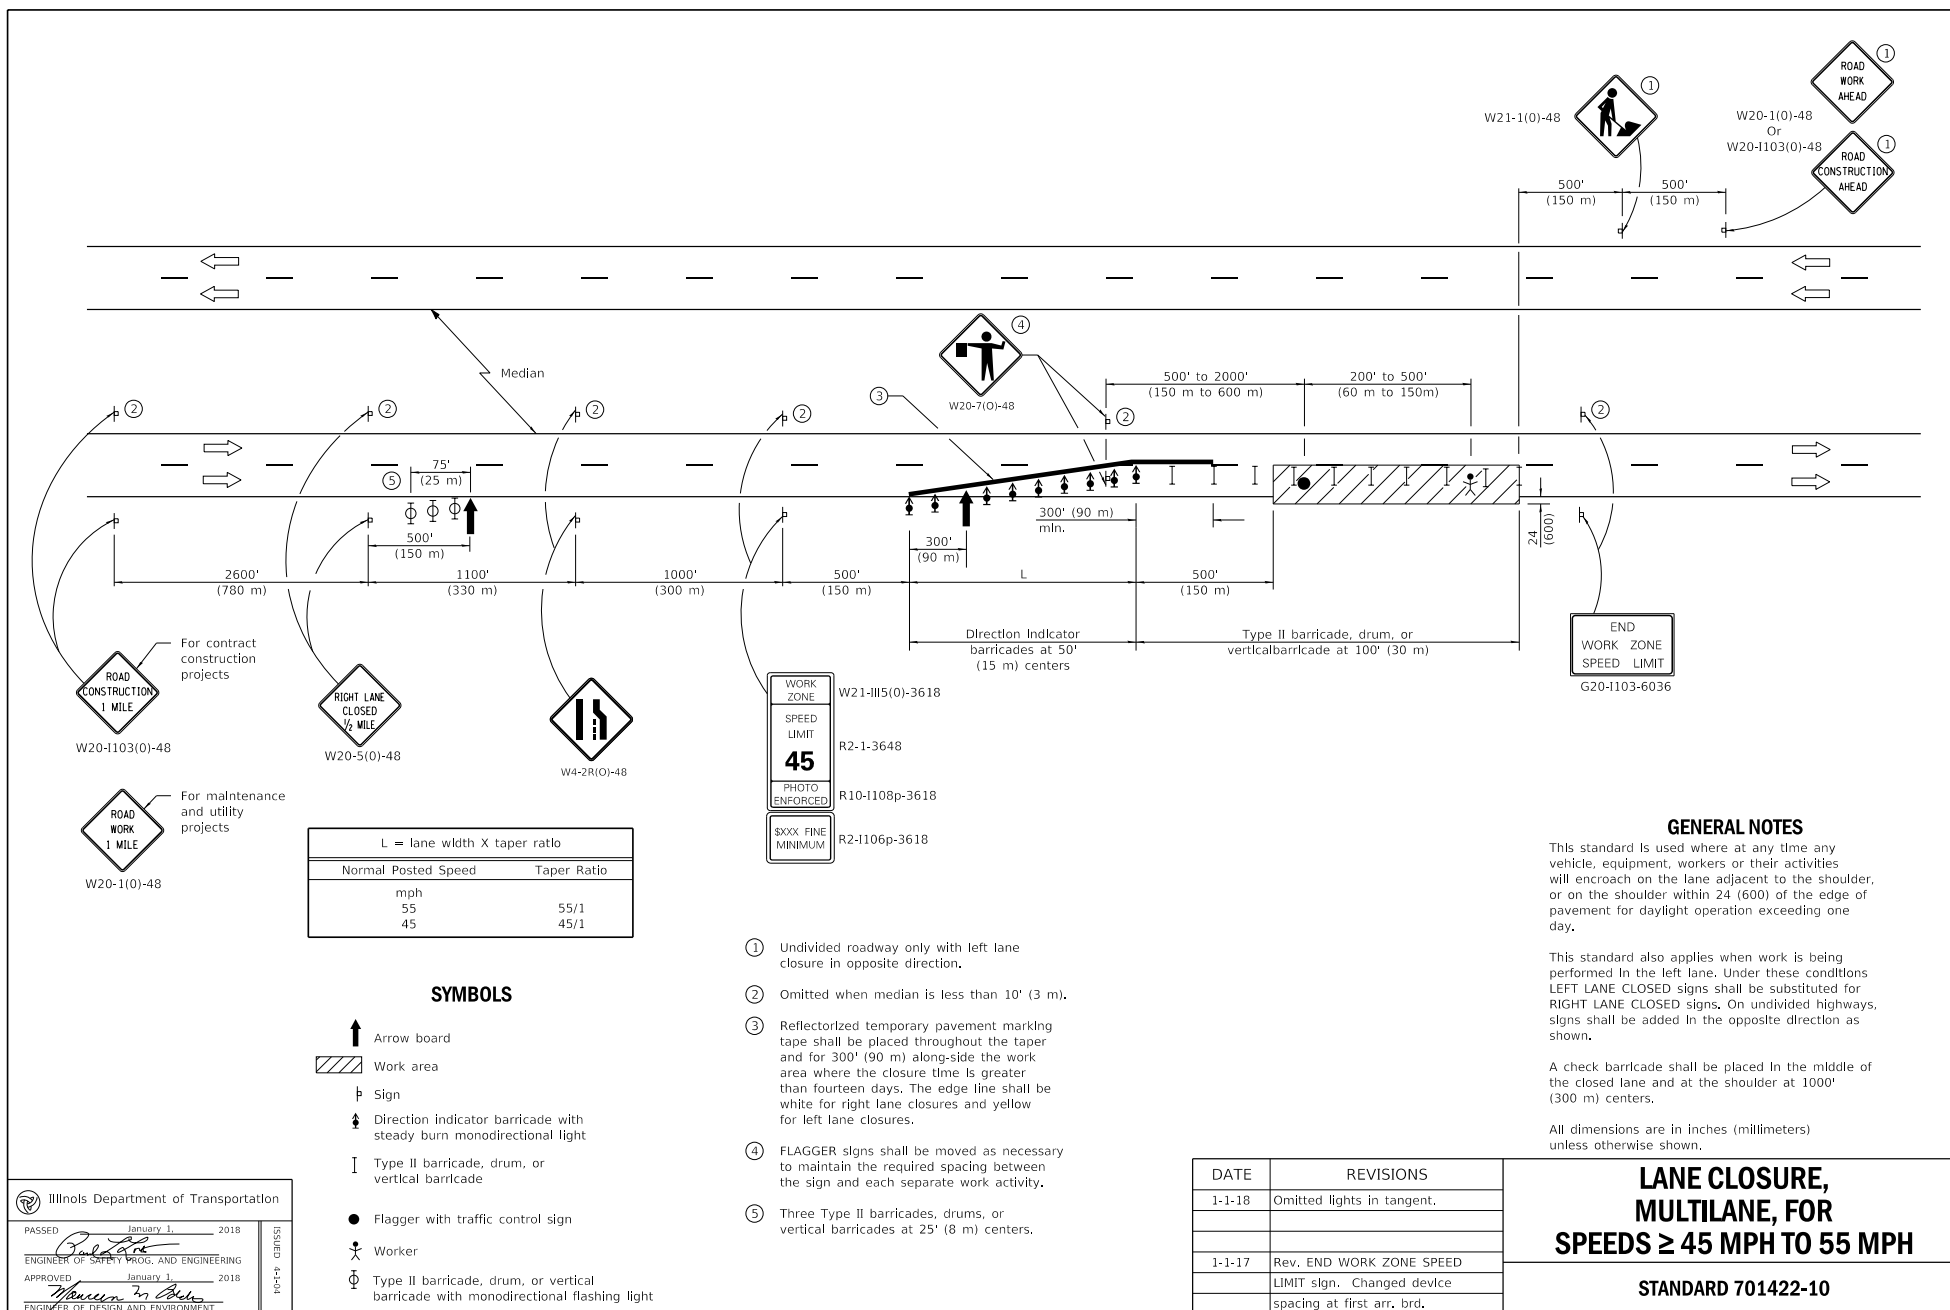 ROAD
WORK
AHEAD
1
W21-1(0)-48
1
W20-1(0)-48
Or
W20-I103(0)-48
ROAD
CONSTRUCTION
AHEAD
1
500'
(150 m)
500'
(150 m)
Median
4
W20-7(O)-48
3
500' to 2000'
(150 m to 600 m)
200' to 500'
(60 m to 150m)
2
2
2
2
2
2
75'
(25 m)
5
500'
(150 m)
300' (90 m)
min.
300'
(90 m)
24
(600)
2600'
(780 m)
1100'
(330 m)
1000'
(300 m)
500'
(150 m)
L
500'
(150 m)
Direction Indicator
barricades at 50'
(15 m) centers
Type II barricade, drum, or
verticalbarricade at 100' (30 m)
END
WORK ZONE
SPEED LIMIT
G20-I103-6036
For contract
construction
projects
ROAD
CONSTRUCTION
1 MILE
W20-I103(0)-48
RIGHT LANE
CLOSED
1/2 MILE
W20-5(0)-48
W4-2R(O)-48
WORK
ZONE
W21-III5(0)-3618
SPEED
LIMIT
45
R2-1-3648
PHOTO
ENFORCED
R10-I108p-3618
$XXX FINE
MINIMUM
R2-I106p-3618
For maintenance
and utility
projects
ROAD
WORK
1 MILE
W20-1(0)-48
L = lane width X taper ratio
Normal Posted Speed Taper Ratio
mph
55 55/1
45 45/1
SYMBOLS
Arrow board
Work area
Sign
Direction indicator barricade with
steady burn monodirectional light
Type II barricade, drum, or
vertical barricade
Flagger with traffic control sign
Worker
Type II barricade, drum, or vertical
barricade with monodirectional flashing light
1 Undivided roadway only with left lane
closure in opposite direction.
2 Omitted when median is less than 10' (3 m).
3 Reflectorized temporary pavement marking
tape shall be placed throughout the taper
and for 300' (90 m) along-side the work
area where the closure time is greater
than fourteen days. The edge line shall be
white for right lane closures and yellow
for left lane closures.
4 FLAGGER signs shall be moved as necessary
to maintain the required spacing between
the sign and each separate work activity.
5 Three Type II barricades, drums, or
vertical barricades at 25' (8 m) centers.
GENERAL NOTES
This standard is used where at any time any
vehicle, equipment, workers or their activities
will encroach on the lane adjacent to the shoulder,
or on the shoulder within 24 (600) of the edge of
pavement for daylight operation exceeding one
day.
This standard also applies when work is being
performed in the left lane. Under these conditions
LEFT LANE CLOSED signs shall be substituted for
RIGHT LANE CLOSED signs. On undivided highways,
signs shall be added in the opposite direction as
shown.
A check barricade shall be placed in the middle of
the closed lane and at the shoulder at 1000'
(300 m) centers.
All dimensions are in inches (millimeters)
unless otherwise shown.
Illinois Department of Transportation
PASSED January 1, 2018
ENGINEER OF SAFETY PROG. AND ENGINEERING
APPROVED January 1, 2018
ENGINEER OF DESIGN AND ENVIRONMENT
ISSUED 4-1-04
DATE REVISIONS
1-1-18 Omitted lights in tangent.
1-1-17 Rev. END WORK ZONE SPEED
LIMIT sign. Changed device
spacing at first arr. brd.
LANE CLOSURE,
MULTILANE, FOR
SPEEDS ≥ 45 MPH TO 55 MPH
STANDARD 701422-10